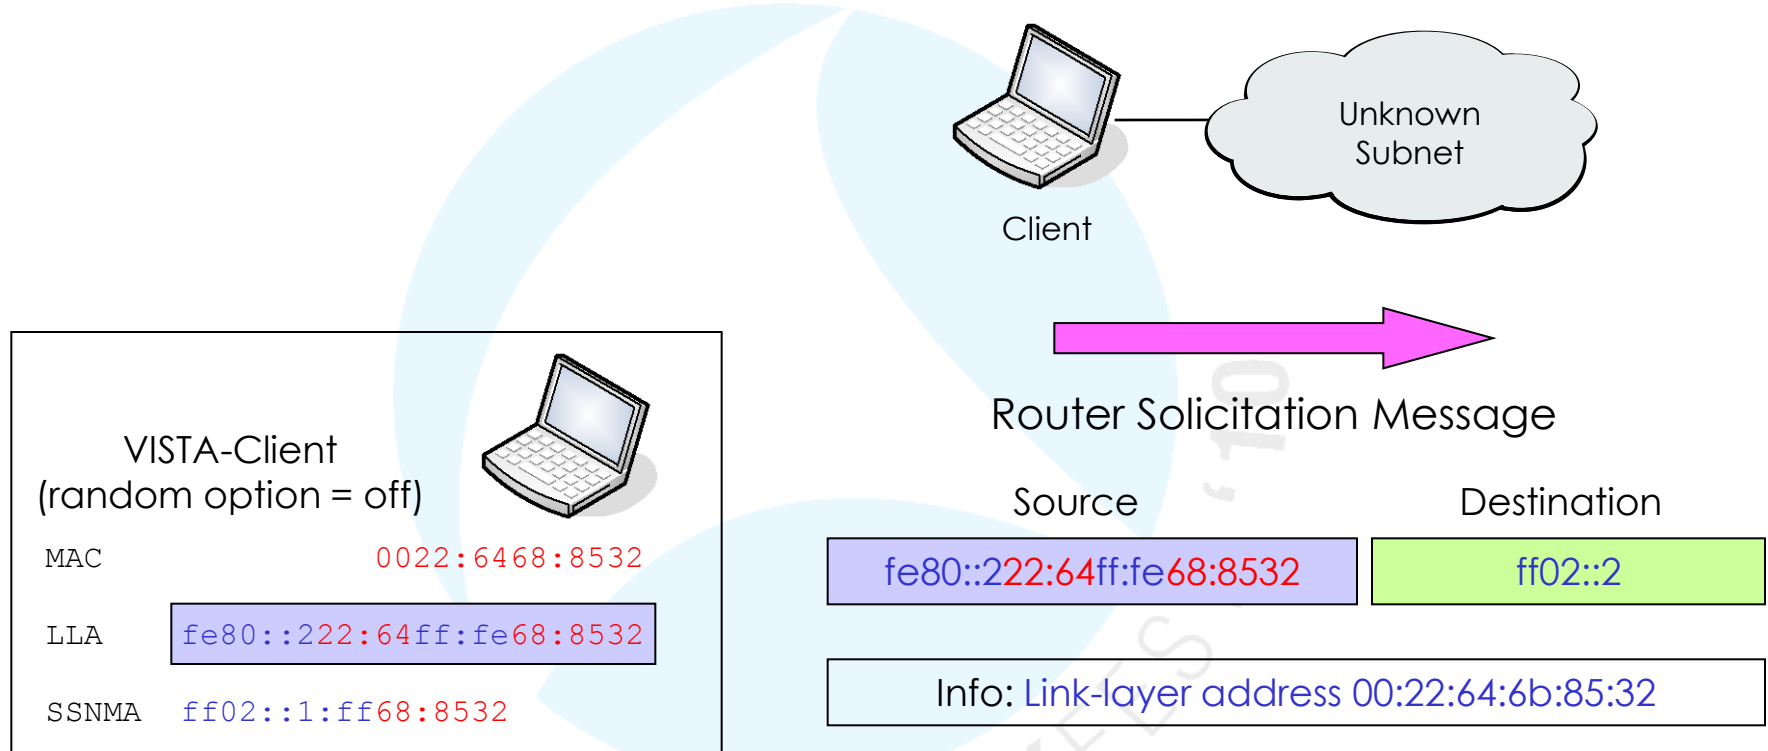 Unknown
Subnet
Client
Router Solicitation Message
Source
Destination
fe80::222:64ff:fe68:8532
ff02::2
Info: Link-layer address 00:22:64:6b:85:32
VISTA-Client
(random option = off)
MAC 0022:6468:8532
LLA fe80::222:64ff:fe68:8532
SSNMA ff02::1:ff68:8532
'10